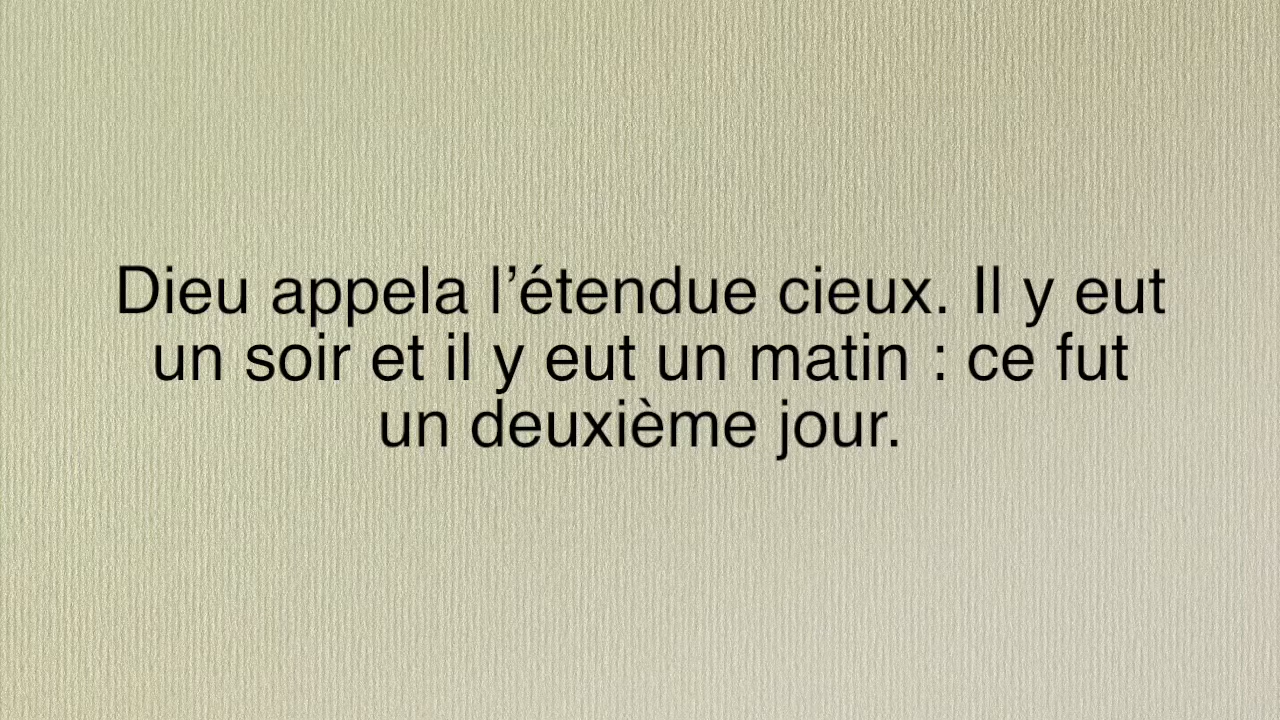 Dieu appela l’étendue cieux. Il y eut
un soir et il y eut un matin : ce fut
un deuxième jour.